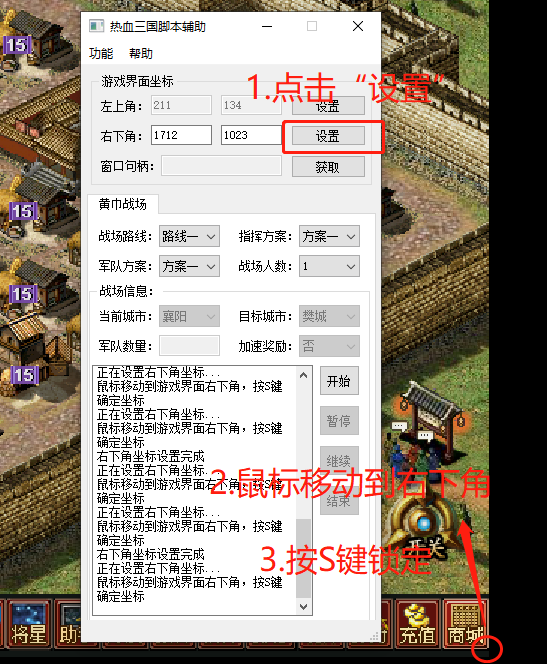 热血三国脚本辅助
功能 帮助
游戏界面坐标
1.点击“设置”
左上角： 211 134 设置
右下角： 1712 1023 设置
窗口句柄： 获取
黄巾战场
战场路线： 路线一 指挥方案： 方案一
军队方案： 方案一 战场人数： 1
战场信息：
当前城市： 襄阳 目标城市： 樊城
军队数量： 加速奖励： 否
正在设置右下角坐标...
鼠标移动到游戏界面右下角，按S键
确定坐标
正在设置右下角坐标...
鼠标移动到游戏界面右下角，按S键
确定坐标
右下角坐标设置完成
正在设置右下角坐标...
鼠标移动到游戏界面右下角，按S键
确定坐标
正在设置右下角坐标...
鼠标移动到游戏界面右下角，按S键
确定坐标
右下角坐标设置完成
正在设置右下角坐标...
鼠标移动到游戏界面右下角，按S键
确定坐标
开始
暂停
继续
结束
2.鼠标移动到右下角
3.按S键锁定
15
15
15
15
开关
将星 助 充值 商城